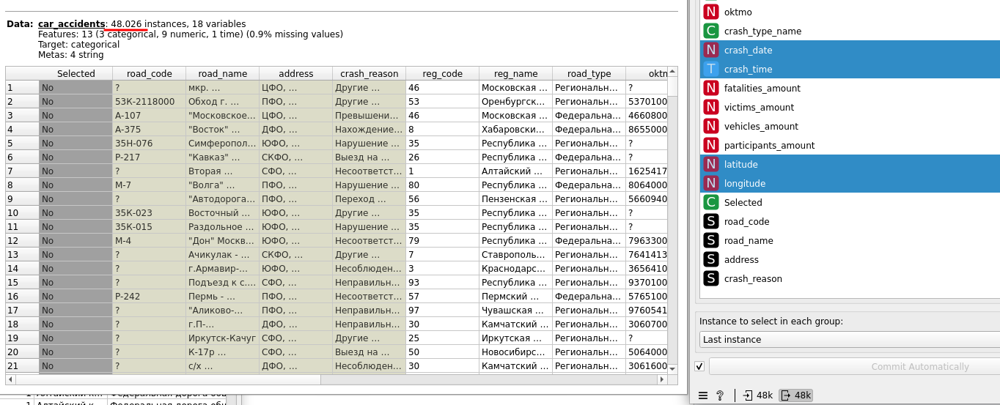 Data: car_accidents: 48.026 instances, 18 variables
Features: 13 (3 categorical, 9 numeric, 1 time) (0.9% missing values)
Target: categorical
Metas: 4 string
Selected road_code road_name address crash_reason reg_code reg_name road_type oktm
1 No ? мкр. ... ЦФО, ... Другие ... 46 Московская ... Региональн... ?
2 No 53К-2118000 Обход г. ... ПФО, ... Другие ... 53 Оренбургск... Региональн... 5370100
3 No А-107 "Московское... ЦФО, ... Превышени... 46 Московская ... Федеральна... 4660800
4 No А-375 "Восток" ... ДФО, ... Нахождение... 8 Хабаровски... Федеральна... 8655000
5 No 35Н-076 Симферопол... ЮФО, ... Нарушение ... 35 Республика ... Региональн... ?
6 No Р-217 "Кавказ" ... СКФО, ... Выезд на ... 26 Республика ... Федеральна... ?
7 No ? Вторая ... СФО, ... Несоответст... 1 Алтайский ... Региональн... 1625417
8 No М-7 "Волга" ... ПФО, ... Нарушение ... 80 Республика ... Федеральна... 8064000
9 No ? "Автодорога... ПФО, ... Переход ... 56 Пензенская ... Региональн... 5660940
10 No 35К-023 Восточный ... ЮФО, ... Другие ... 35 Республика ... Региональн... ?
11 No 35К-015 Раздольное ... ЮФО, ... Нарушение ... 35 Республика ... Региональн... ?
12 No М-4 "Дон" Москв... ЮФО, ... Несоответст... 79 Республика ... Федеральна... 7963300
13 No ? Ачикулак - ... СКФО, ... Другие ... 7 Ставрополь... Региональн... 7641413
14 No ? г.Армавир-... ЮФО, ... Несоблюден... 3 Краснодарс... Региональн... 3656410
15 No ? Подъезд к с.... СФО, ... Неправильн... 93 Республика ... Региональн... 9370100
16 No Р-242 Пермь - ... ПФО, ... Несоответст... 57 Пермский ... Федеральна... 5765100
17 No ? "Аликово-... ПФО, ... Неправильн... 97 Чувашская ... Региональн... 9760541
18 No ? г.П-... ДФО, ... Неправильн... 30 Камчатский ... Региональн... 3060700
19 No ? Иркутск-Качуг СФО, ... Другие ... 25 Иркутская ... Региональн... ?
20 No ? К-17р ... СФО, ... Выезд на ... 50 Новосибирс... Региональн... 5064000
21 No ? с/х ... ДФО, ... Несоблюден... 30 Камчатский ... Региональн... 3061600
N oktmo
C crash_type_name
N crash_date
T crash_time
N fatalities_amount
N victims_amount
N vehicles_amount
N participants_amount
N latitude
N longitude
C Selected
S road_code
S road_name
S address
S crash_reason
Instance to select in each group:
Last instance
Commit Automatically
? 48k 48k